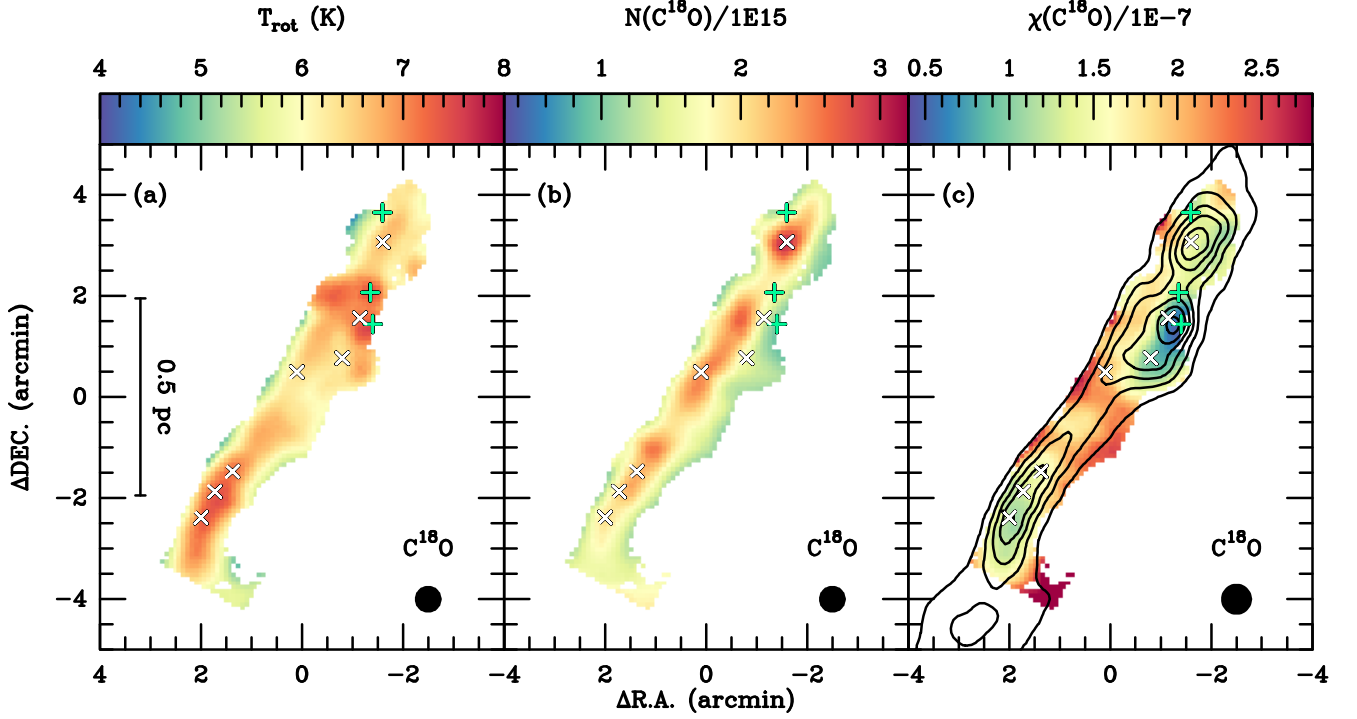 T_rot (K) N(C¹⁸O)/1E15 χ(C¹⁸O)/1E−7
4 5 6 7 8 1 2 3 0.5 1 1.5 2 2.5
(a) (b) (c)
4
2
0
−2
−4
ΔDEC. (arcmin)
0.5 pc
C¹⁸O C¹⁸O C¹⁸O
2 0 −2 2 0 −2 2 0 −2 −4
4
ΔR.A. (arcmin)